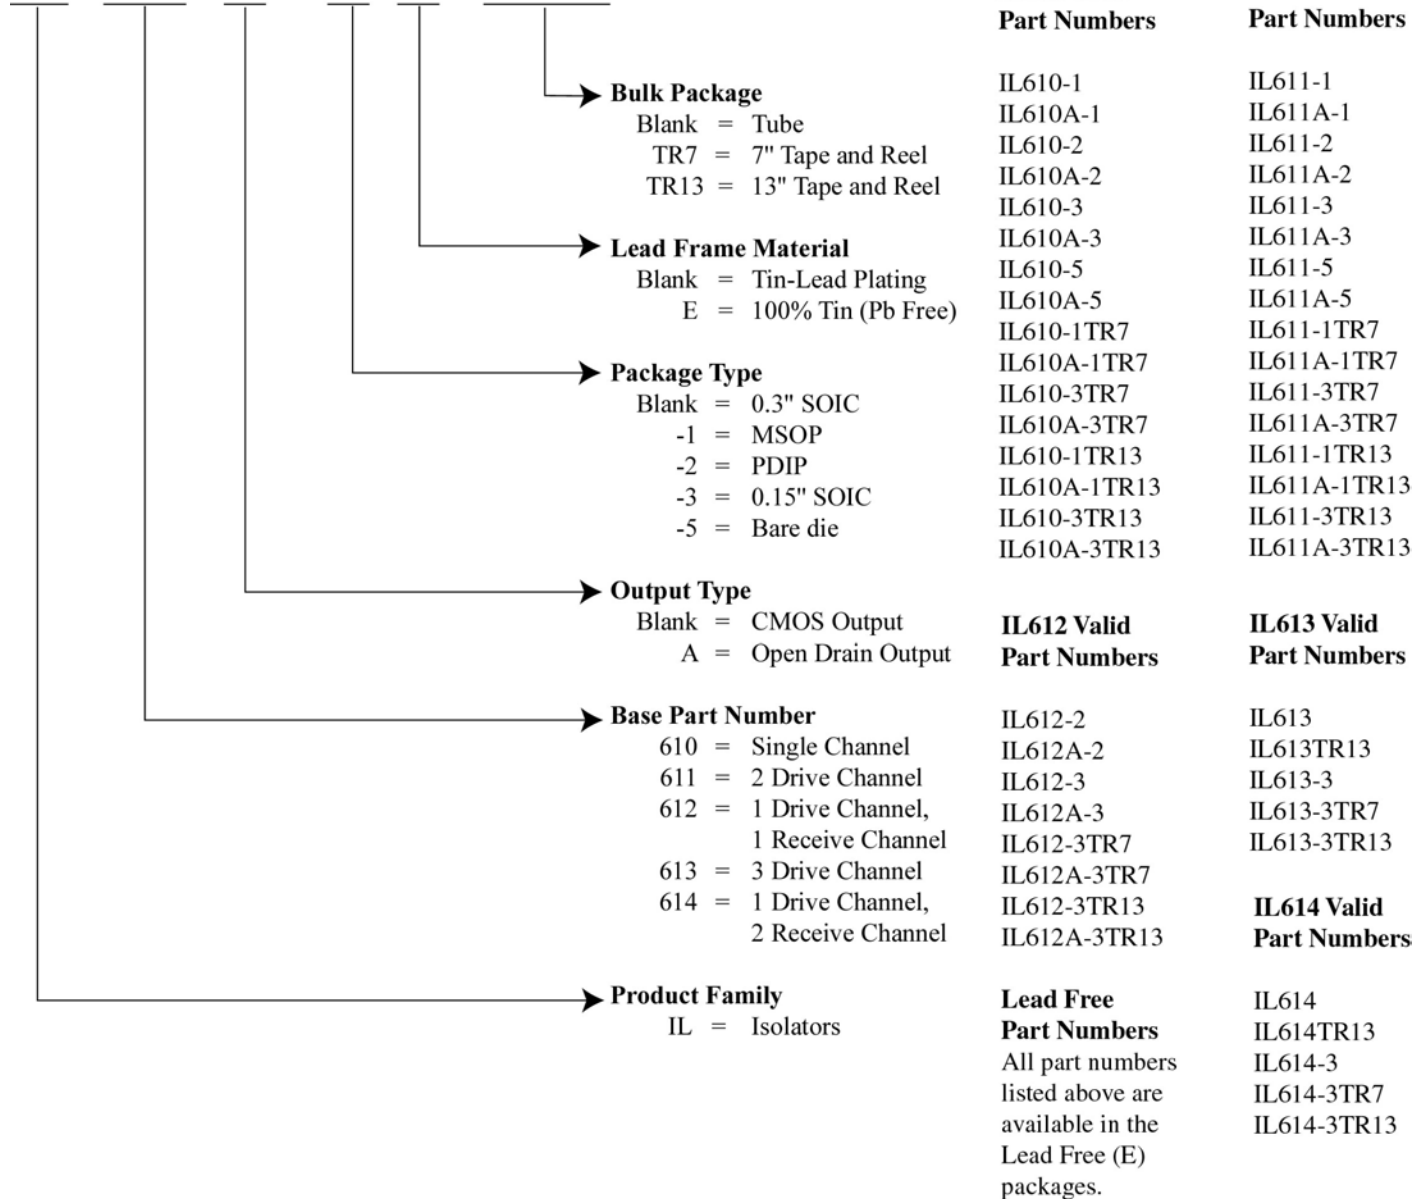 Bulk Package
Blank = Tube
TR7 = 7" Tape and Reel
TR13 = 13" Tape and Reel
Lead Frame Material
Blank = Tin-Lead Plating
E = 100% Tin (Pb Free)
Package Type
Blank = 0.3" SOIC
-1 = MSOP
-2 = PDIP
-3 = 0.15" SOIC
-5 = Bare die
Output Type
Blank = CMOS Output
A = Open Drain Output
Base Part Number
610 = Single Channel
611 = 2 Drive Channel
612 = 1 Drive Channel,
1 Receive Channel
613 = 3 Drive Channel
614 = 1 Drive Channel,
2 Receive Channel
Product Family
IL = Isolators
Part Numbers
IL610-1
IL610A-1
IL610-2
IL610A-2
IL610-3
IL610A-3
IL610-5
IL610A-5
IL610-1TR7
IL610A-1TR7
IL610-3TR7
IL610A-3TR7
IL610-1TR13
IL610A-1TR13
IL610-3TR13
IL610A-3TR13
IL612 Valid
Part Numbers
IL612-2
IL612A-2
IL612-3
IL612A-3
IL612-3TR7
IL612A-3TR7
IL612-3TR13
IL612A-3TR13
Lead Free
Part Numbers
All part numbers
listed above are
available in the
Lead Free (E)
packages.
Part Numbers
IL611-1
IL611A-1
IL611-2
IL611A-2
IL611-3
IL611A-3
IL611-5
IL611A-5
IL611-1TR7
IL611A-1TR7
IL611-3TR7
IL611A-3TR7
IL611-1TR13
IL611A-1TR13
IL611-3TR13
IL611A-3TR13
IL613 Valid
Part Numbers
IL613
IL613TR13
IL613-3
IL613-3TR7
IL613-3TR13
IL614 Valid
Part Numbers
IL614
IL614TR13
IL614-3
IL614-3TR7
IL614-3TR13